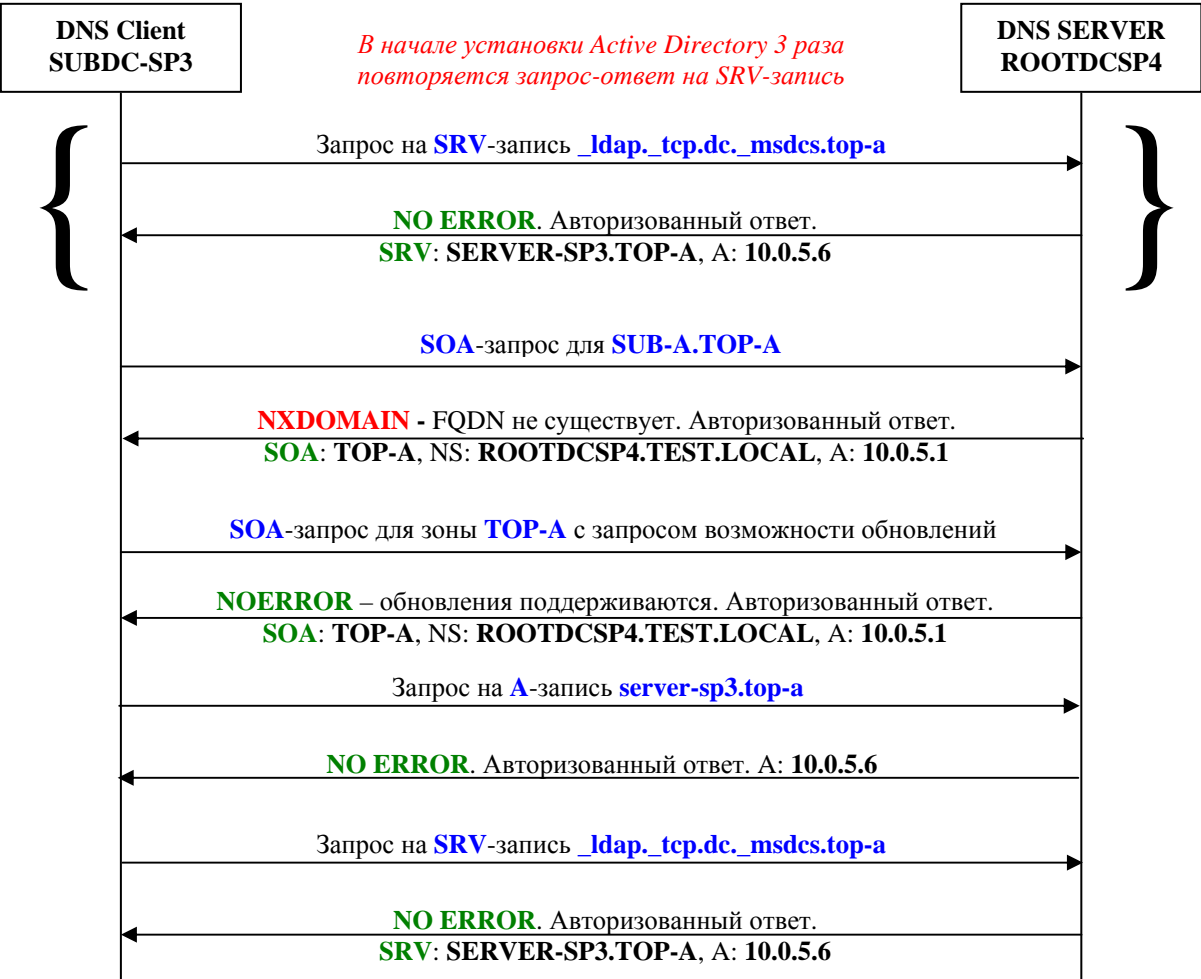 DNS Client
SUBDC-SP3
В начале установки Active Directory 3 раза
повторяется запрос-ответ на SRV-запись
DNS SERVER
ROOTDCSP4
Запрос на SRV-запись _ldap._tcp.dc._msdcs.top-a
NO ERROR. Авторизованный ответ.
SRV: SERVER-SP3.TOP-A, A: 10.0.5.6
SOA-запрос для SUB-A.TOP-A
NXDOMAIN - FQDN не существует. Авторизованный ответ.
SOA: TOP-A, NS: ROOTDCSP4.TEST.LOCAL, A: 10.0.5.1
SOA-запрос для зоны TOP-A с запросом возможности обновлений
NOERROR – обновления поддерживаются. Авторизованный ответ.
SOA: TOP-A, NS: ROOTDCSP4.TEST.LOCAL, A: 10.0.5.1
Запрос на A-запись server-sp3.top-a
NO ERROR. Авторизованный ответ. A: 10.0.5.6
Запрос на SRV-запись _ldap._tcp.dc._msdcs.top-a
NO ERROR. Авторизованный ответ.
SRV: SERVER-SP3.TOP-A, A: 10.0.5.6